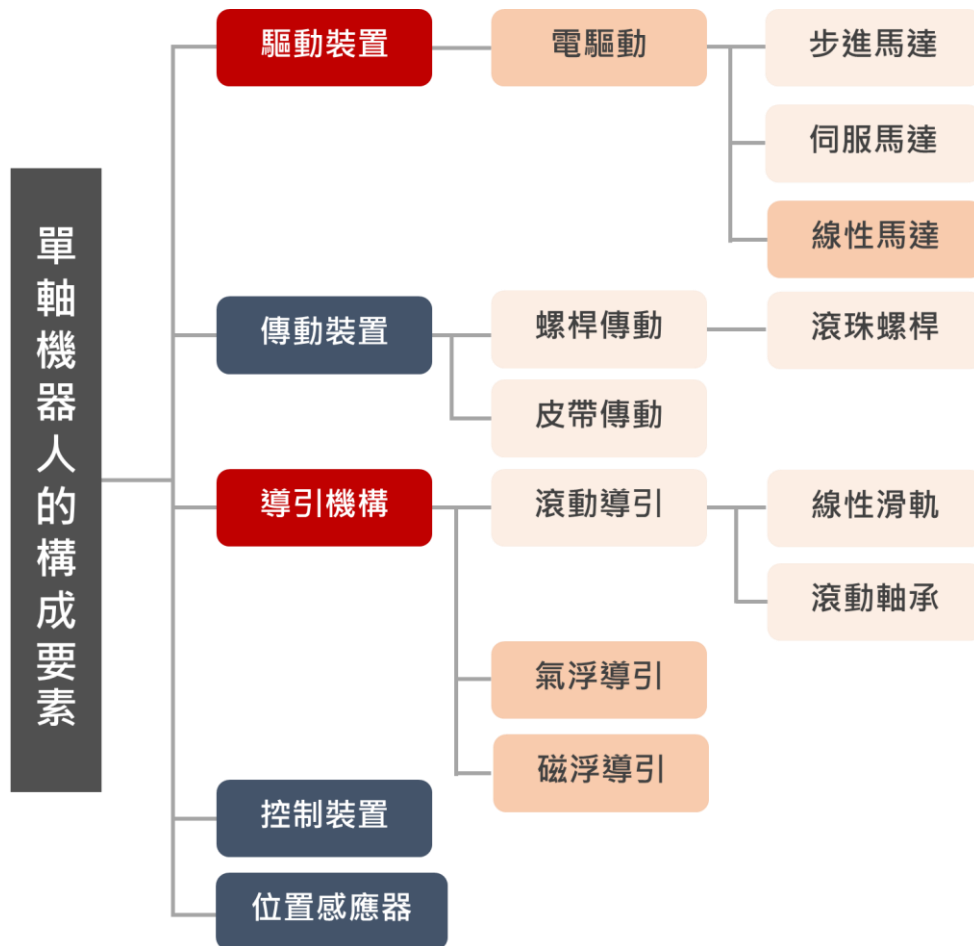 單軸機器人的構成要素
驅動裝置
電驅動
步進馬達
伺服馬達
線性馬達
傳動裝置
螺桿傳動
滾珠螺桿
皮帶傳動
導引機構
滾動導引
線性滑軌
滾動軸承
氣浮導引
磁浮導引
控制裝置
位置感應器